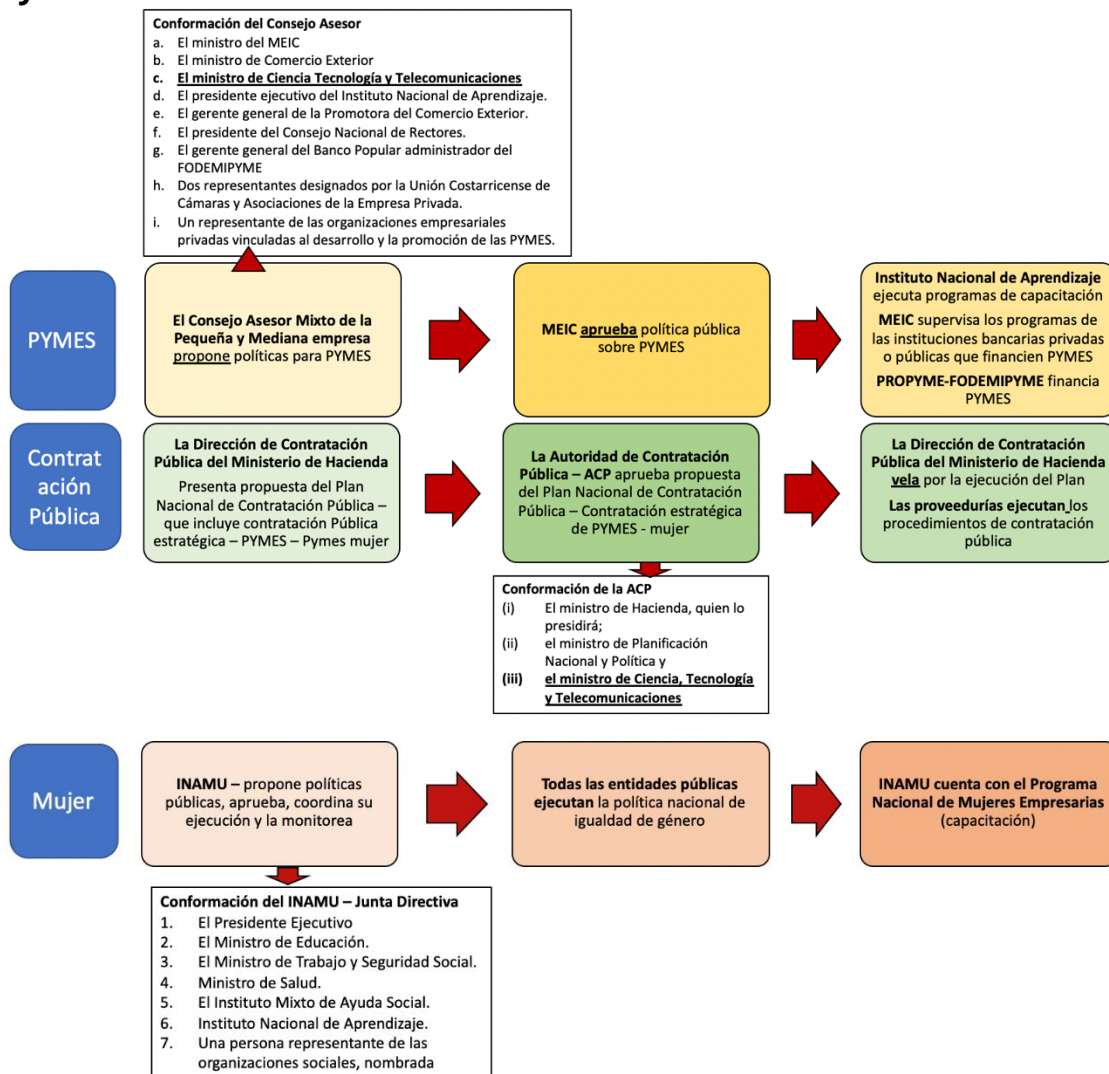 Conformación del Consejo Asesor
a. El ministro del MEIC
b. El ministro de Comercio Exterior
c. El ministro de Ciencia Tecnología y Telecomunicaciones
d. El presidente ejecutivo del Instituto Nacional de Aprendizaje.
e. El gerente general de la Promotora del Comercio Exterior.
f. El presidente del Consejo Nacional de Rectores.
g. El gerente general del Banco Popular administrador del
FODEMIPYME
h. Dos representantes designados por la Unión Costarricense de
Cámaras y Asociaciones de la Empresa Privada.
i. Un representante de las organizaciones empresariales
privadas vinculadas al desarrollo y la promoción de las PYMES.
PYMES
El Consejo Asesor Mixto de la
Pequeña y Mediana empresa
propone políticas para PYMES
MEIC aprueba política pública
sobre PYMES
Instituto Nacional de Aprendizaje
ejecuta programas de capacitación
MEIC supervisa los programas de
las instituciones bancarias privadas
o públicas que financien PYMES
PROPYME-FODEMIPYME financia
PYMES
Contrat
ación
Pública
La Dirección de Contratación
Pública del Ministerio de Hacienda
Presenta propuesta del Plan
Nacional de Contratación Pública –
que incluye contratación Pública
estratégica – PYMES – Pymes mujer
La Autoridad de Contratación
Pública – ACP aprueba propuesta
del Plan Nacional de Contratación
Pública – Contratación estratégica
de PYMES - mujer
La Dirección de Contratación
Pública del Ministerio de Hacienda
vela por la ejecución del Plan
Las proveedurías ejecutan los
procedimientos de contratación
pública
Conformación de la ACP
(i) El ministro de Hacienda, quien lo
presidirá;
(ii) el ministro de Planificación
Nacional y Política y
(iii) el ministro de Ciencia, Tecnología
y Telecomunicaciones
Mujer
INAMU – propone políticas
públicas, aprueba, coordina su
ejecución y la monitorea
Todas las entidades públicas
ejecutan la política nacional de
igualdad de género
INAMU cuenta con el Programa
Nacional de Mujeres Empresarias
(capacitación)
Conformación del INAMU – Junta Directiva
1. El Presidente Ejecutivo
2. El Ministro de Educación.
3. El Ministro de Trabajo y Seguridad Social.
4. Ministro de Salud.
5. El Instituto Mixto de Ayuda Social.
6. Instituto Nacional de Aprendizaje.
7. Una persona representante de las
organizaciones sociales, nombrada